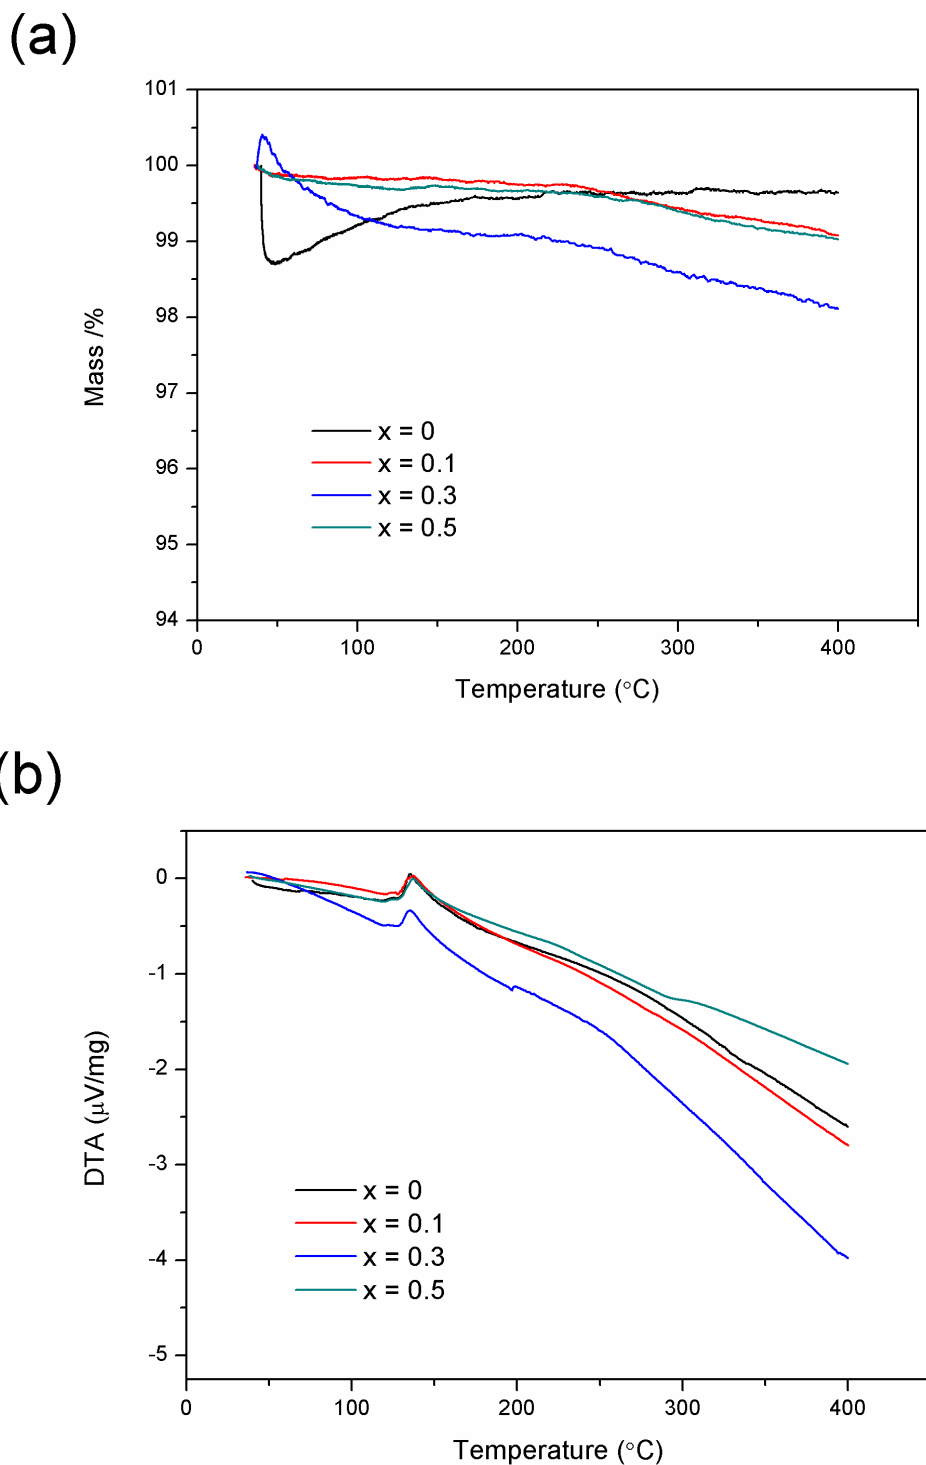 (a)
101
100
99
98
97
96
95
94
Mass /%
x = 0
x = 0.1
x = 0.3
x = 0.5
0
100
200
300
400
Temperature (°C)
(b)
0
-1
-2
-3
-4
-5
DTA (μV/mg)
x = 0
x = 0.1
x = 0.3
x = 0.5
0
100
200
300
400
Temperature (°C)